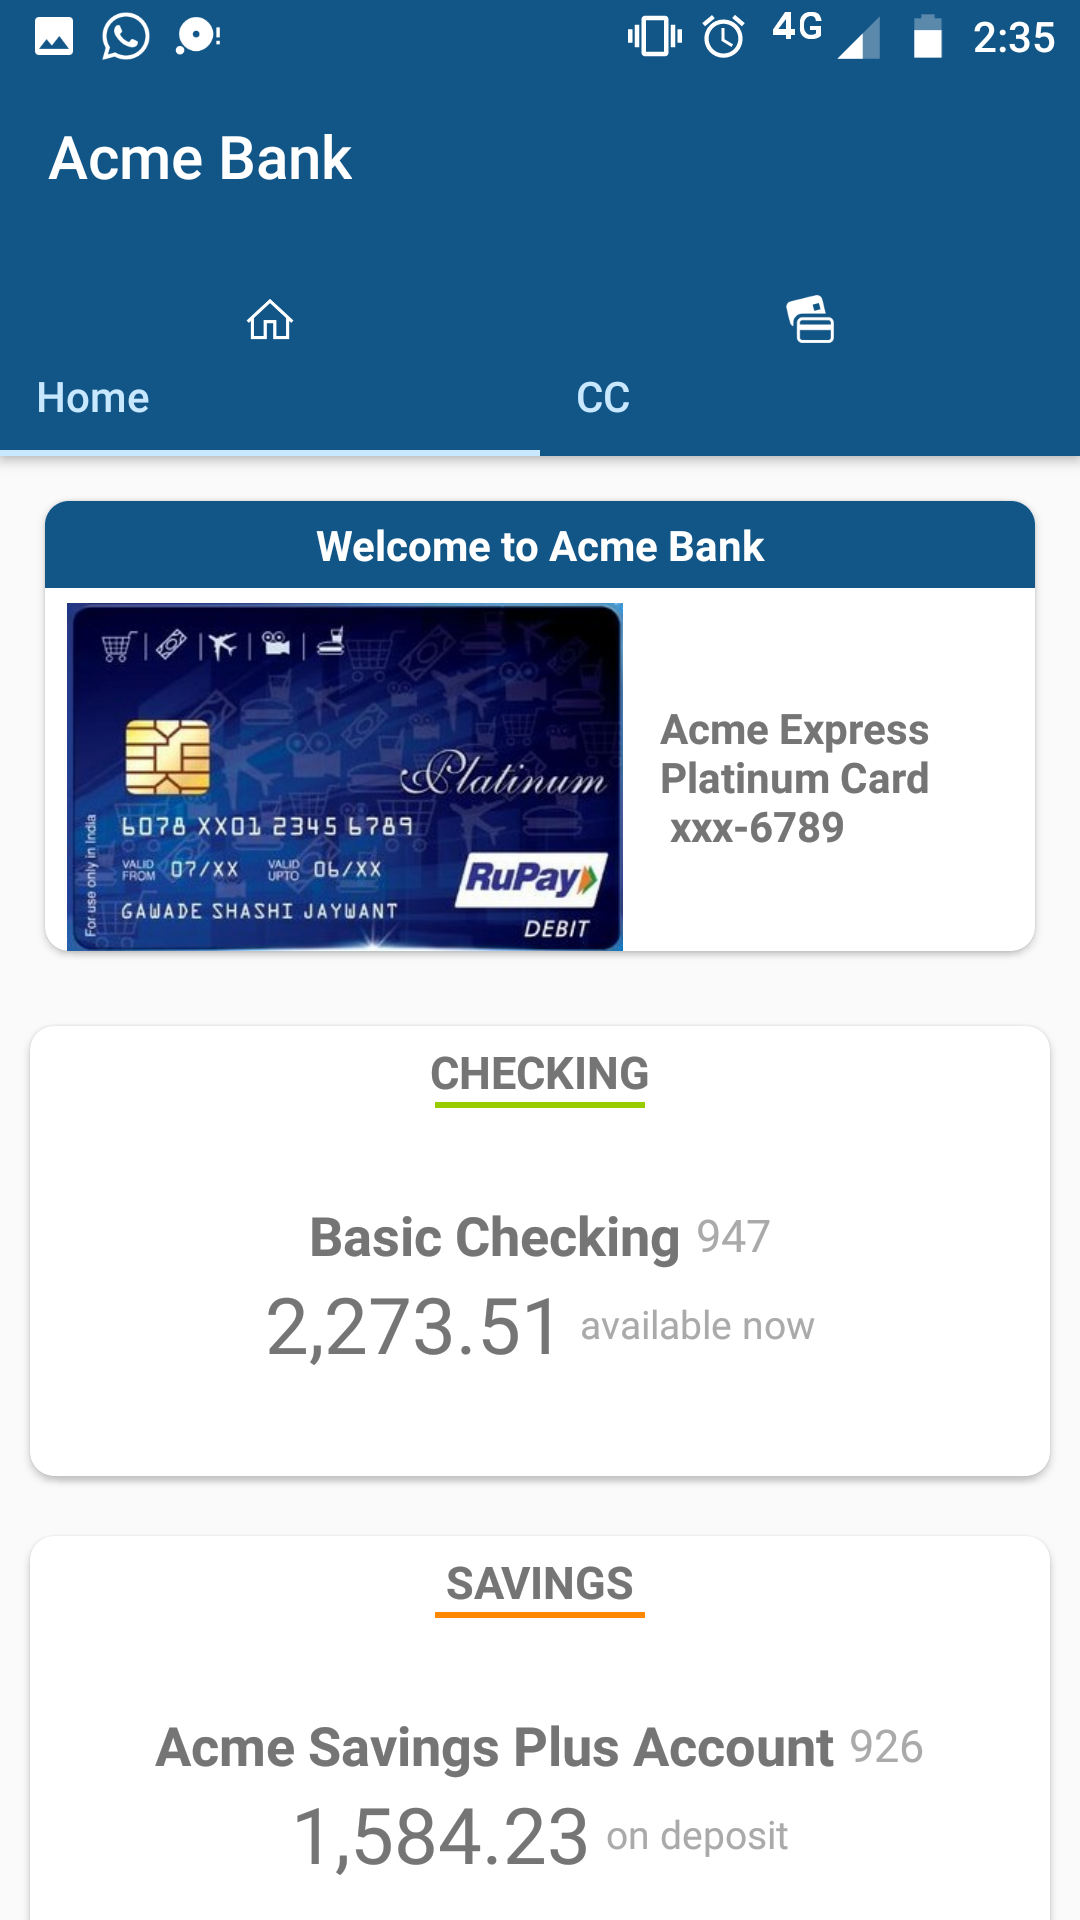 4G 2:35
Acme Bank
Home CC
Welcome to Acme Bank
Platinum
6078 XX01 2345 6789
VALID FROM 07/XX VALID UPTO 06/XX
GAWADE SHASHI JAYWANT
For use only in India
RuPay
DEBIT
Acme Express
Platinum Card
xxx-6789
CHECKING
Basic Checking 947
2,273.51 available now
SAVINGS
Acme Savings Plus Account 926
1,584.23 on deposit